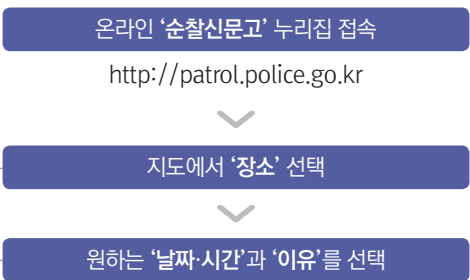 온라인 ‘순찰신문고’ 누리집 접속
http://patrol.police.go.kr
지도에서 ‘장소’ 선택
원하는 ‘날짜·시간’과 ‘이유’를 선택